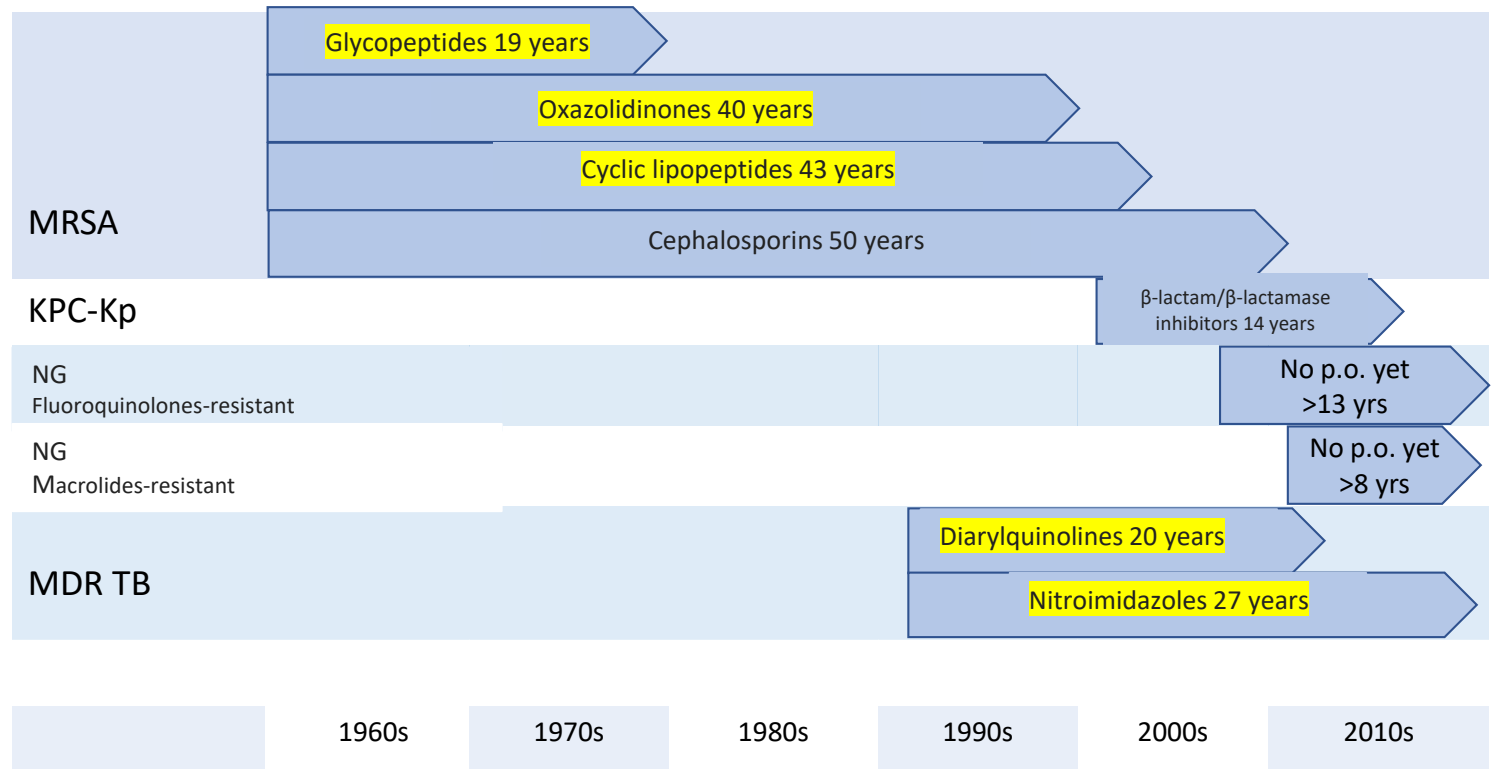 Glycopeptides 19 years
Oxazolidinones 40 years
Cyclic lipopeptides 43 years
MRSA
Cephalosporins 50 years
KPC-Kp
β-lactam/β-lactamase
inhibitors 14 years
NG
Fluoroquinolones-resistant
No p.o. yet
>13 yrs
NG
Macrolides-resistant
No p.o. yet
>8 yrs
Diarylquinolines 20 years
MDR TB
Nitroimidazoles 27 years
1960s 1970s 1980s 1990s 2000s 2010s